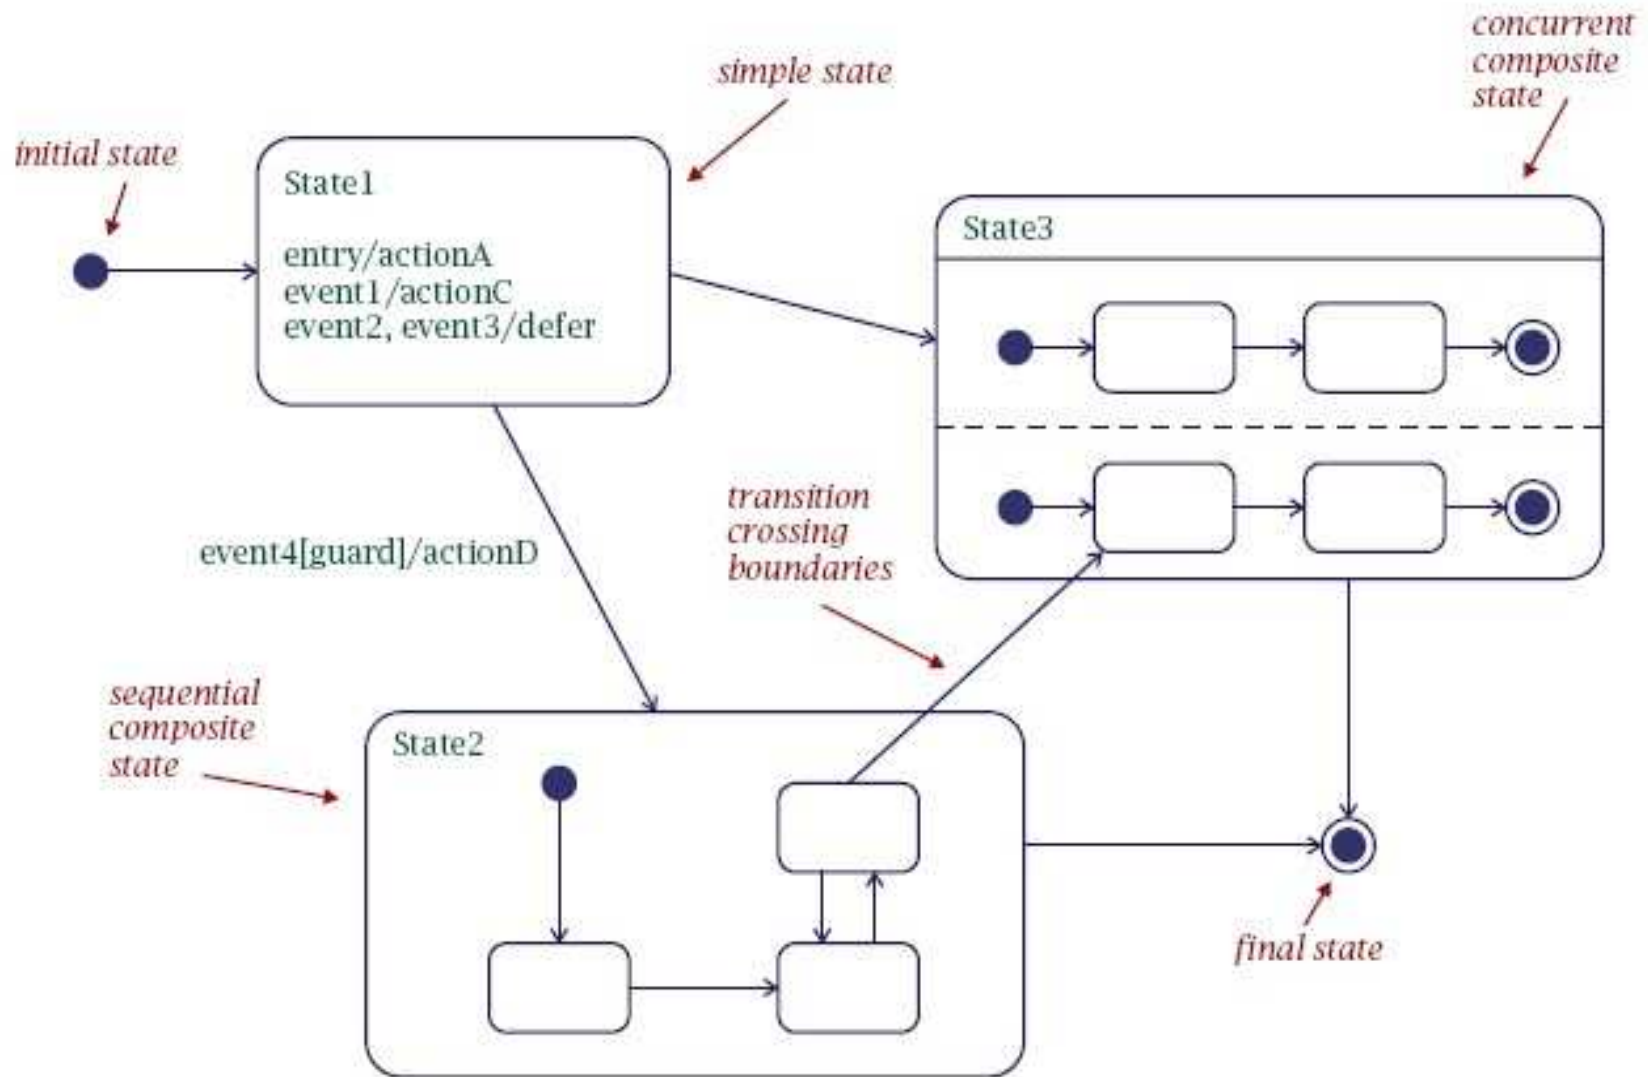 concurrent
composite
state
simple state
initial state
State1
entry/actionA
event1/actionC
event2, event3/defer
State3
transition
crossing
boundaries
event4[guard]/actionD
sequential
composite
state
State2
final state